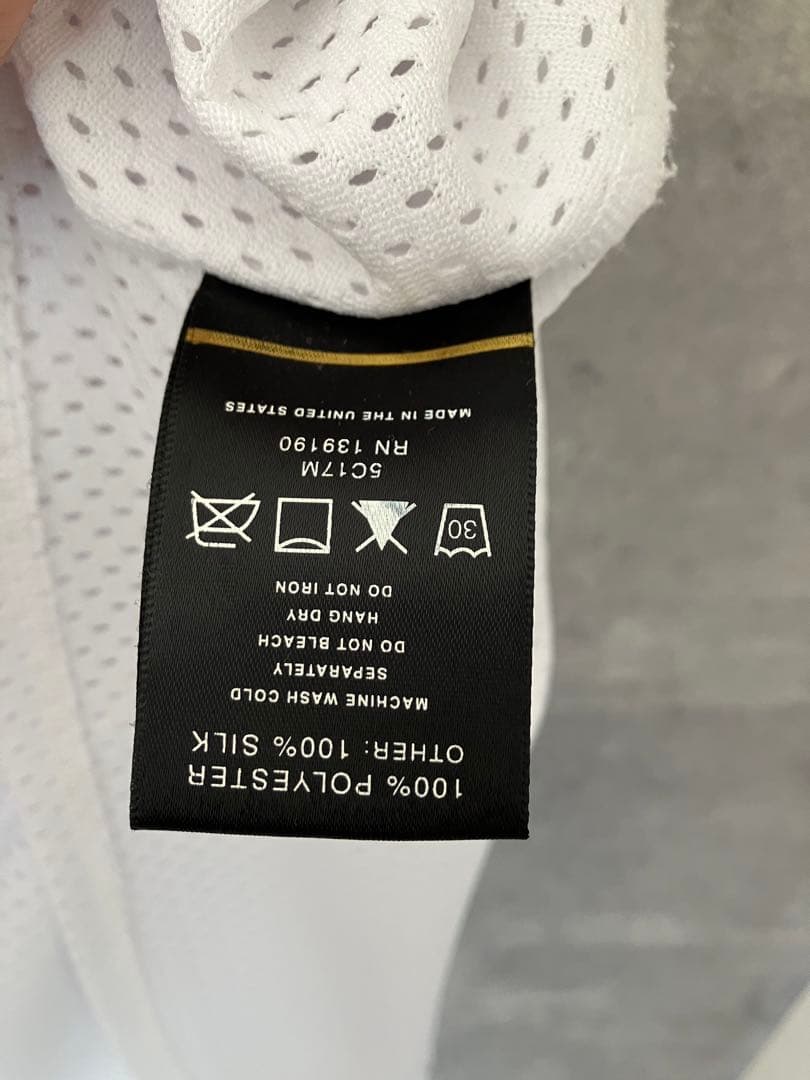 100% POLYESTER
OTHER: 100% SILK
MACHINE WASH COLD
SEPARATELY
DO NOT BLEACH
HANG DRY
DO NOT IRON
30
5C17M
RN 139190
MADE IN THE UNITED STATES